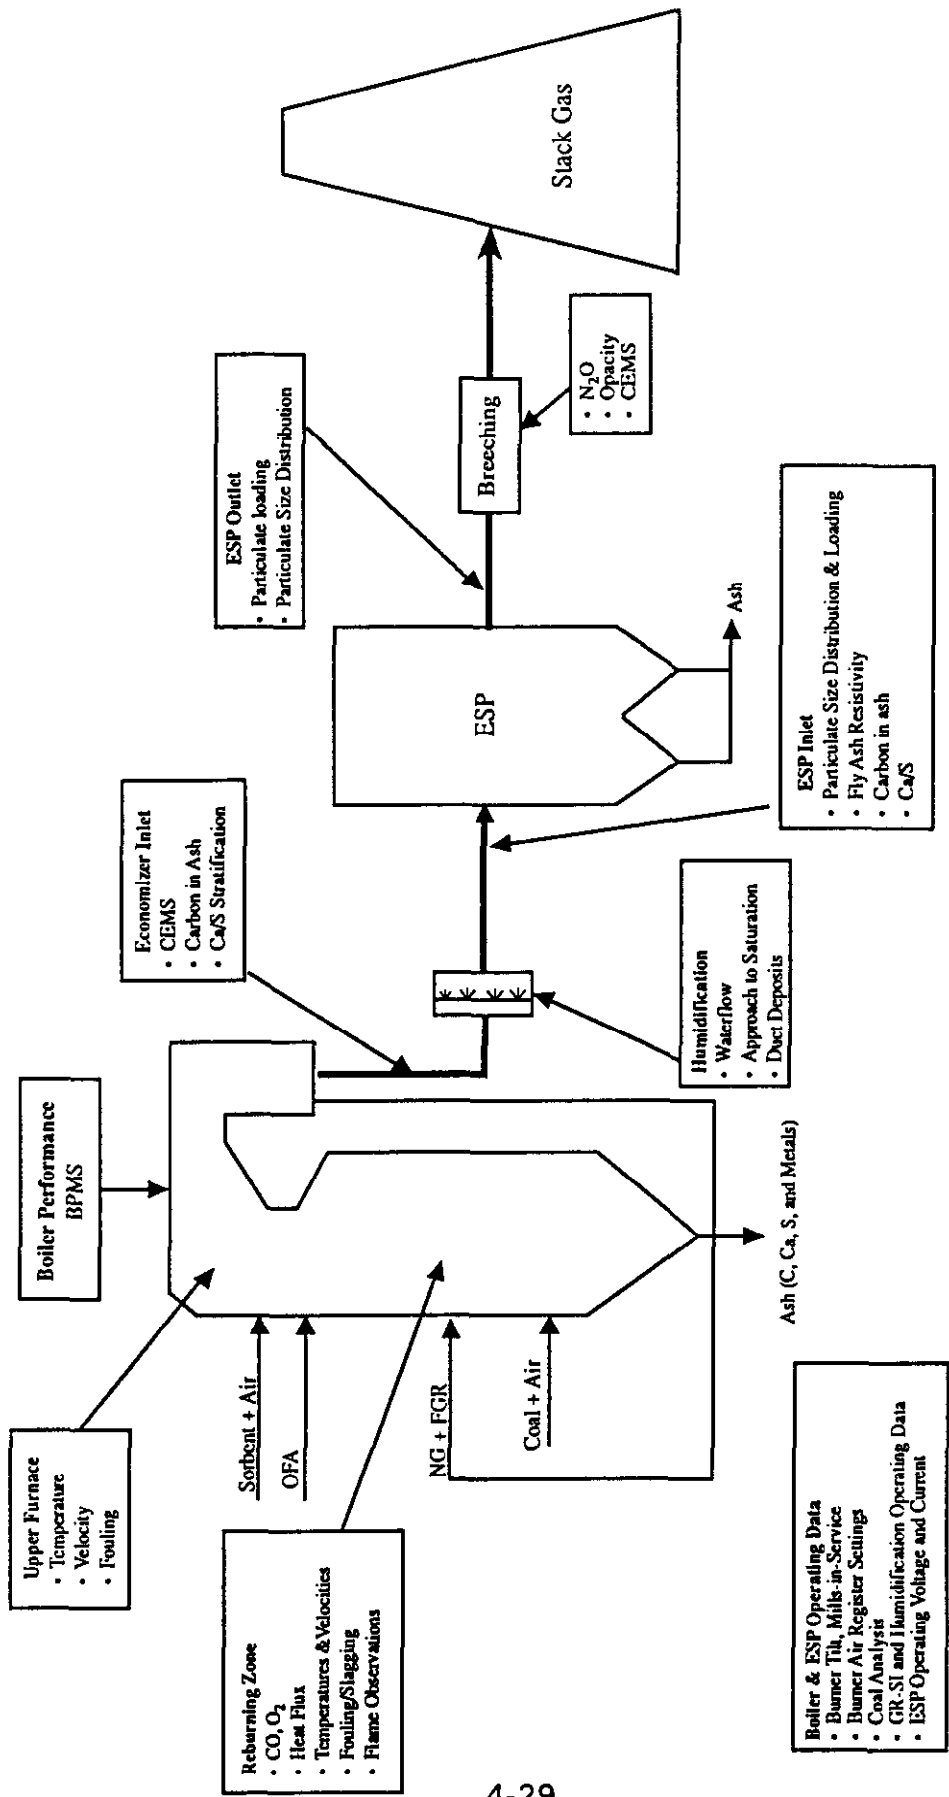 Upper Furnace
• Temperature
• Velocity
• Fouling
Boiler Performance
BPMS
Economizer Inlet
• CEMS
• Carbon in Ash
• Ca/S Stratification
ESP Outlet
• Particulate loading
• Particulate Size Distribution
Sorbent + Air
OFA
NG + FGR
Coal + Air
Reburning Zone
• CO, O₂
• Heat Flux
• Temperatures & Velocities
• Fouling/Slagging
• Flame Observations
ESP
Breeching
Stack Gas
• N₂O
• Opacity
• CEMS
Ash
Humidification
• Waterflow
• Approach to Saturation
• Duct Deposits
ESP Inlet
• Particulate Size Distribution & Loading
• Fly Ash Resistivity
• Carbon in ash
• Ca/S
Ash (C, Ca, S, and Metals)
Boiler & ESP Operating Data
• Burner Tilt, Mills-in-Service
• Burner Air Register Settings
• Coal Analysis
• GR-SI and Humidification Operating Data
• ESP Operating Voltage and Current
4-29